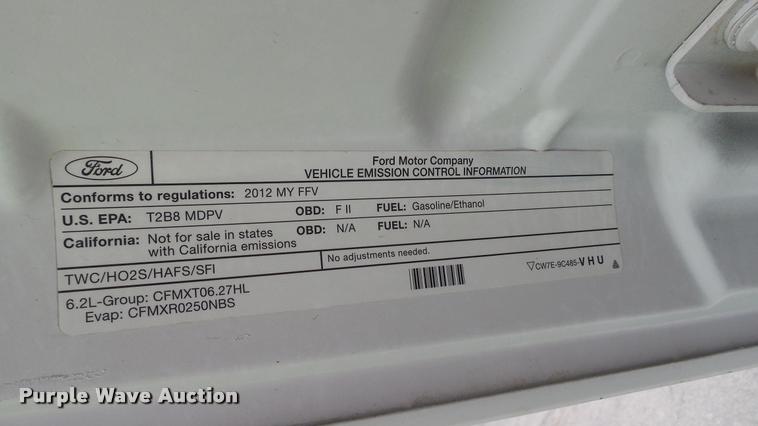 Ford
Ford Motor Company
VEHICLE EMISSION CONTROL INFORMATION
Conforms to regulations: 2012 MY FFV
U.S. EPA: T2B8 MDPV OBD: F II FUEL: Gasoline/Ethanol
California: Not for sale in states with California emissions OBD: N/A FUEL: N/A
TWC/HO2S/HAFS/SFI
No adjustments needed.
6.2L-Group: CFMXT06.27HL
Evap: CFMXR0250NBS
CW7E-9C485-VHU
Purple Wave Auction